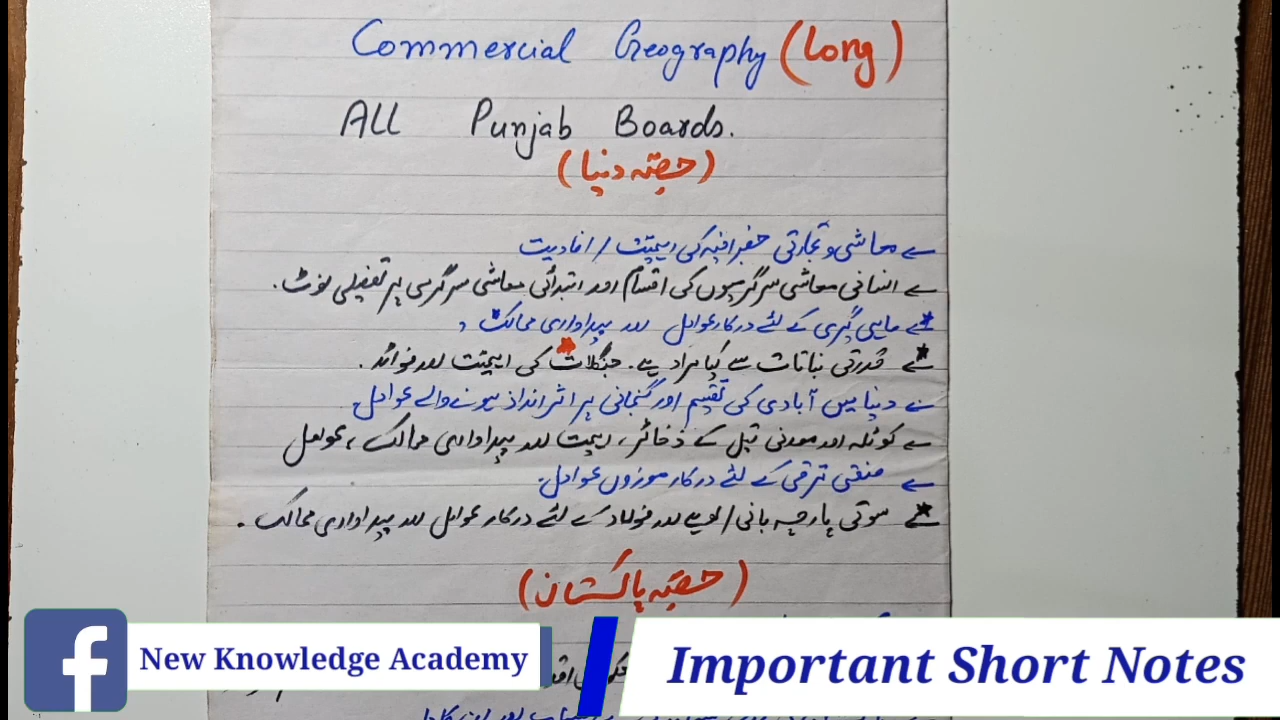 Commercial Geography (Long)
ALL Punjab Boards.
(حصّہ دنیا)
معاشی و تجارتی جغرافیہ کی اہمیّت / افادیت
انسانی معاشی سرگرمیوں کی اقسام اور ابتدائی معاشی سرگرمی پر تفصیلی نوٹ.
ماہی گیری کے لئے درکار عوامل اور پیداواری ممالک
قدرتی نباتات سے کیا مراد ہے. جنگلات کی اہمیّت اور فوائد.
دنیا میں آبادی کی تقسیم اور گنجانی پر اثر انداز ہونے والے عوامل.
کوئلہ اور معدنی تیل کے ذخائر، اہمیت اور پیداواری ممالک، عوامل
صنعتی ترقی کے لئے درکار موزوں عوامل.
سوتی پارچہ بافی / لوہے اور فولاد کے لئے درکار عوامل اور پیداواری ممالک.
(حصّہ پاکستان)
New Knowledge Academy
Important Short Notes